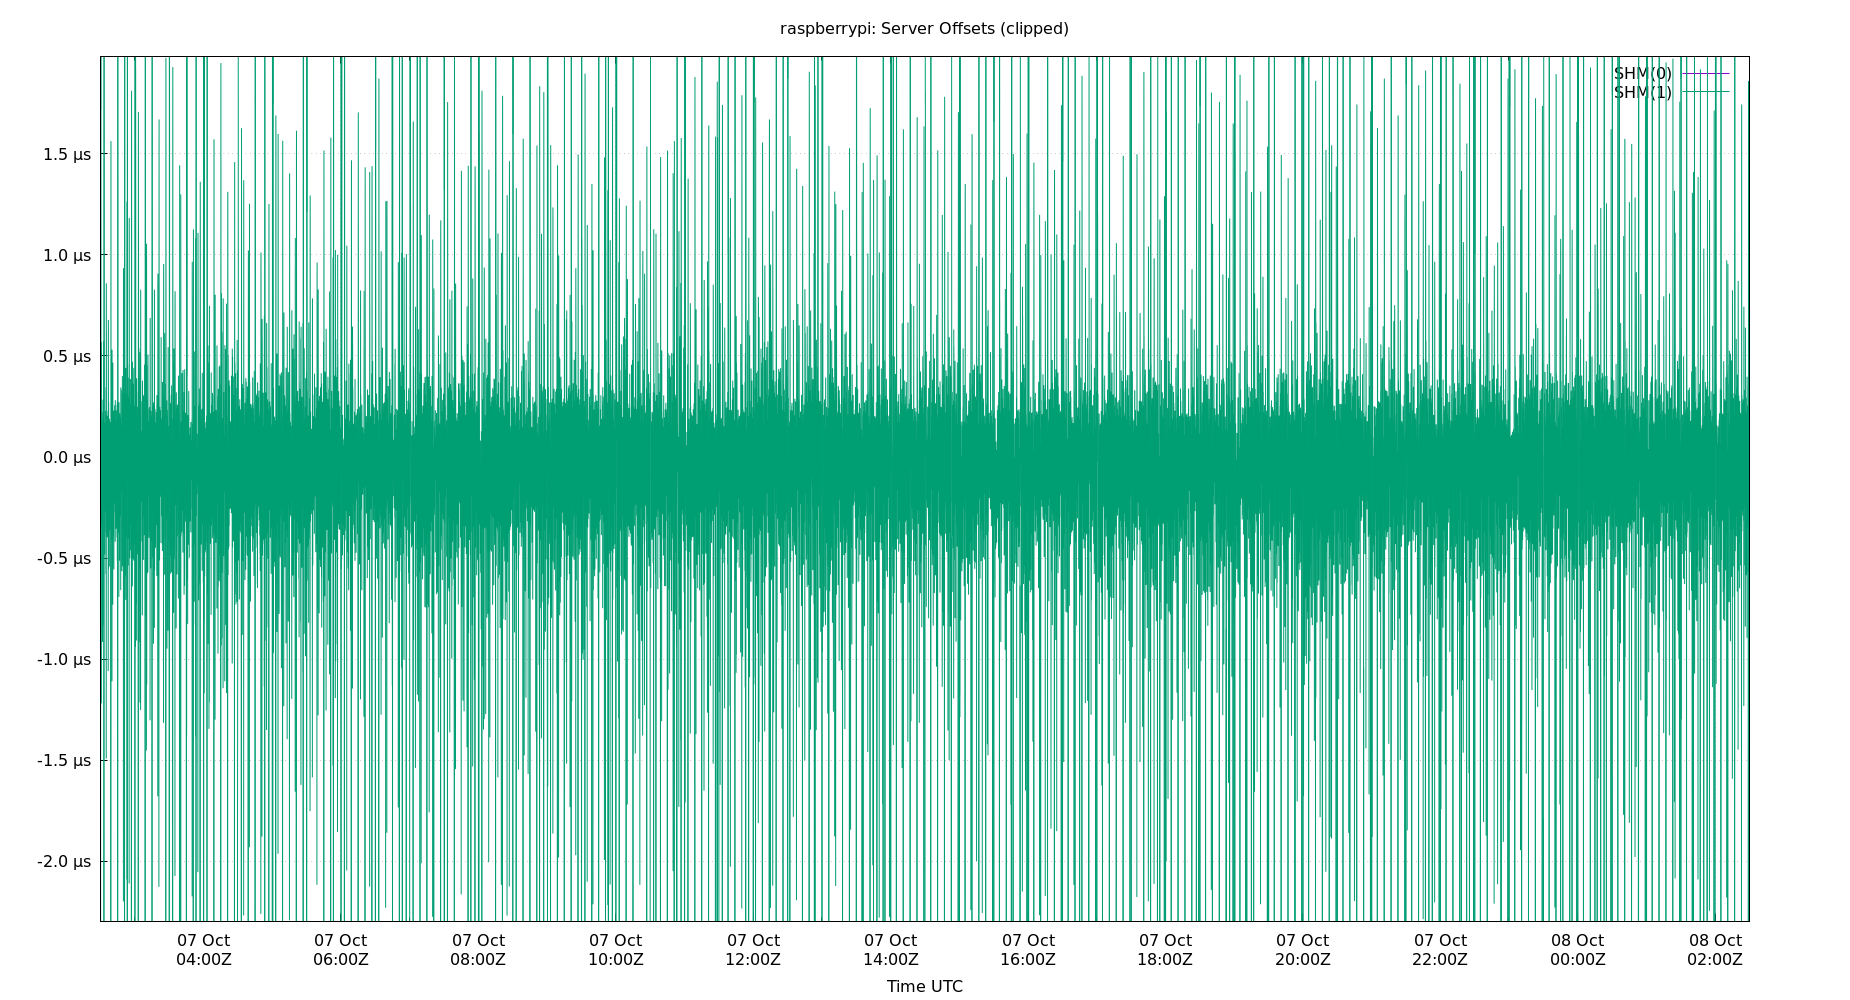 raspberrypi: Server Offsets (clipped)
SHM(0)
SHM(1)
1.5 µs
1.0 µs
0.5 µs
0.0 µs
-0.5 µs
-1.0 µs
-1.5 µs
-2.0 µs
07 Oct 07 Oct 07 Oct 07 Oct 07 Oct 07 Oct 07 Oct 07 Oct 07 Oct 07 Oct 08 Oct 08 Oct
04:00Z 06:00Z 08:00Z 10:00Z 12:00Z 14:00Z 16:00Z 18:00Z 20:00Z 22:00Z 00:00Z 02:00Z
Time UTC